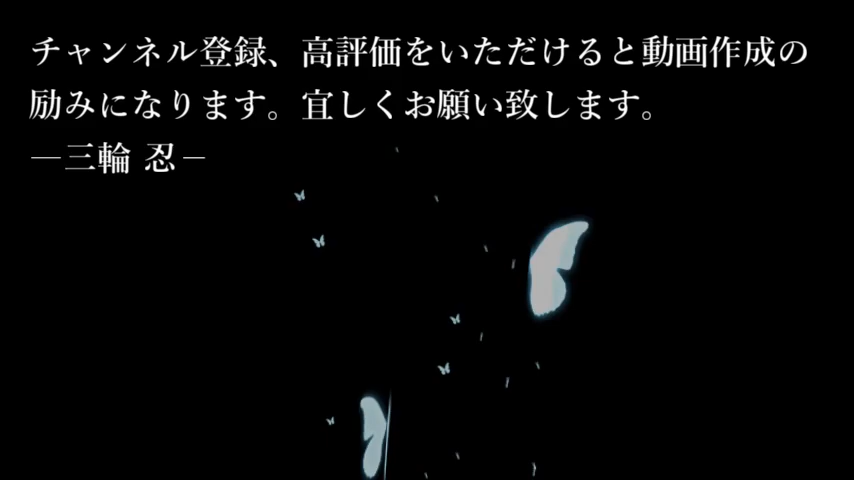 チャンネル登録、高評価をいただけると動画作成の
励みになります。宜しくお願い致します。
―三輪 忍－